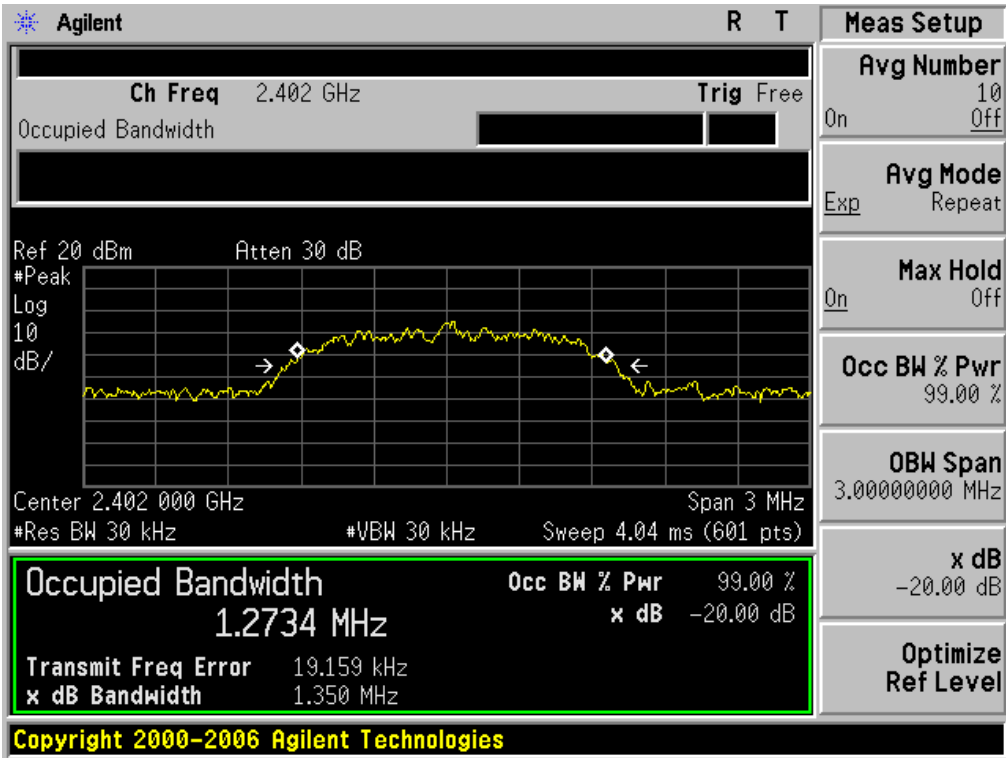 Agilent R T Meas Setup
Ch Freq 2.402 GHz Trig Free
Occupied Bandwidth
Ref 20 dBm Atten 30 dB
#Peak
Log
10
dB/
Center 2.402 000 GHz Span 3 MHz
#Res BW 30 kHz #VBW 30 kHz Sweep 4.04 ms (601 pts)
Occupied Bandwidth Occ BW % Pwr 99.00 %
1.2734 MHz x dB -20.00 dB
Transmit Freq Error 19.159 kHz
x dB Bandwidth 1.350 MHz
Copyright 2000-2006 Agilent Technologies
Avg Number
10
On Off
Avg Mode
Exp Repeat
Max Hold
On Off
Occ BW % Pwr
99.00 %
OBW Span
3.00000000 MHz
x dB
-20.00 dB
Optimize
Ref Level